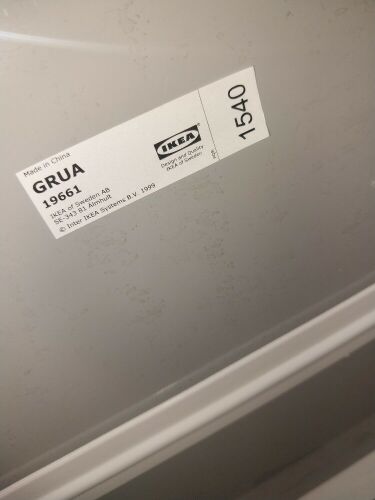 Made in China
GRUA
19661
IKEA of Sweden AB
SE-343 81 Älmhult
© Inter IKEA Systems B.V. 1999
IKEA
Design and Quality
IKEA of Sweden
1540